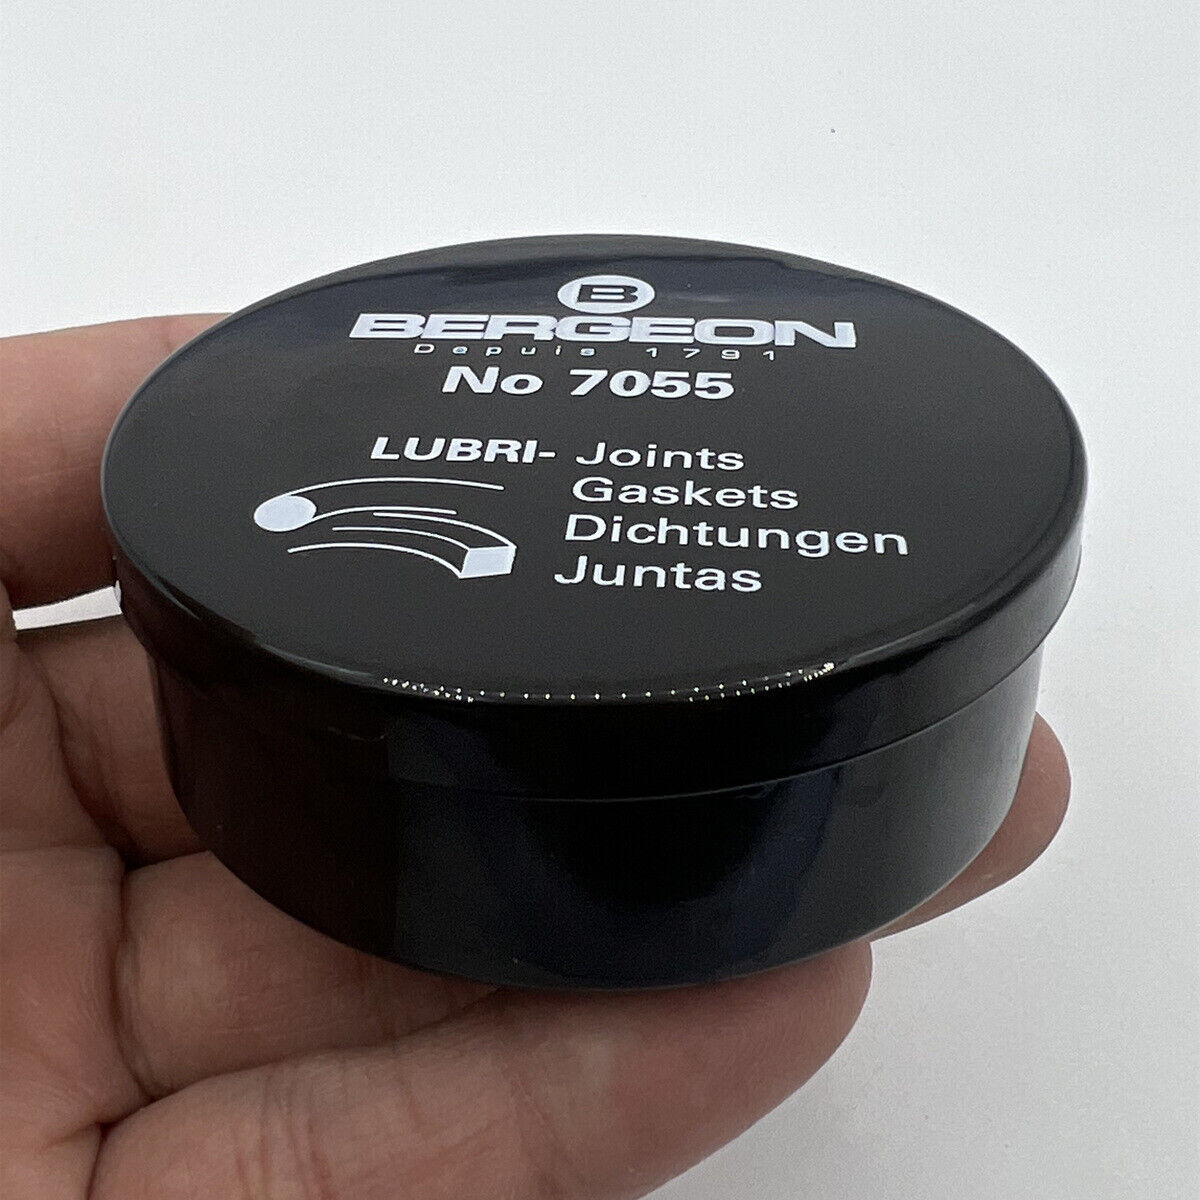 B
BERGEON
Depuis 1791
No 7055
LUBRI- Joints
Gaskets
Dichtungen
Juntas